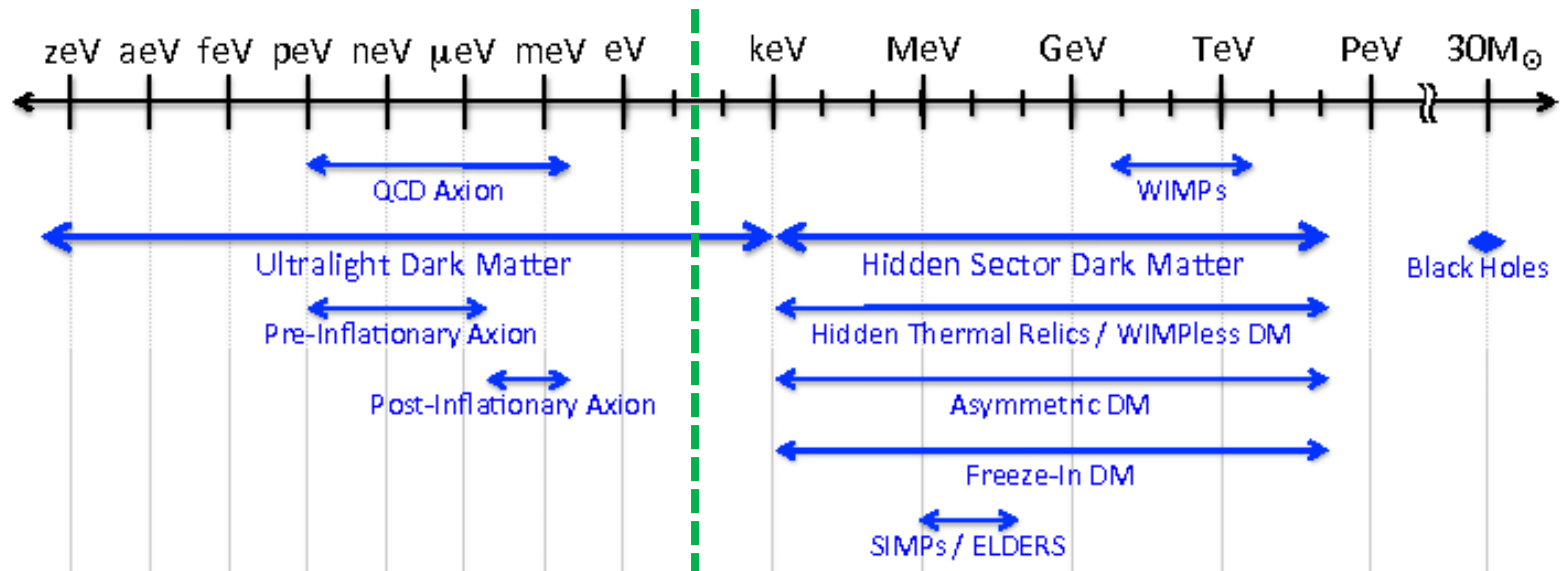 zeV aeV feV peV neV μeV meV eV keV MeV GeV TeV PeV 30M⊙
QCD Axion WIMPs
Ultralight Dark Matter Hidden Sector Dark Matter Black Holes
Pre-Inflationary Axion Hidden Thermal Relics / WIMPless DM
Post-Inflationary Axion Asymmetric DM
Freeze-In DM
SIMPs / ELDERS